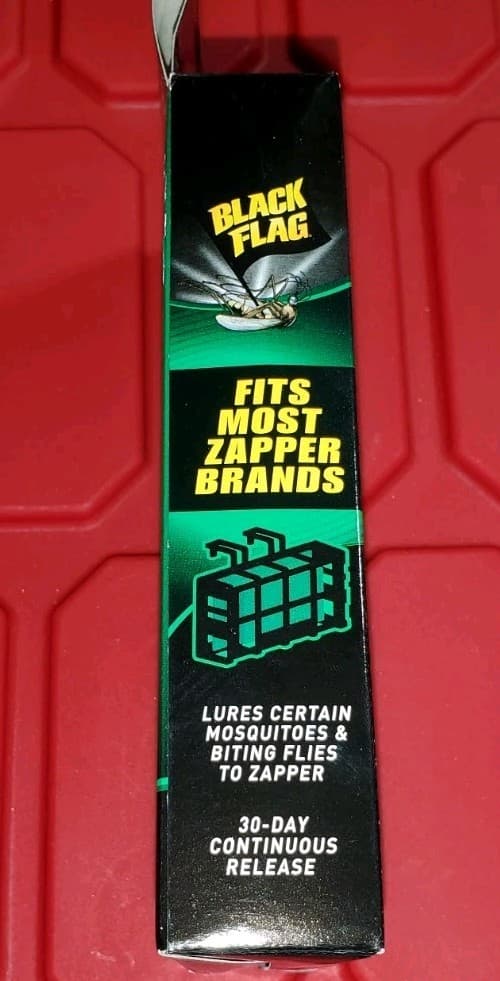 BLACK
FLAG
FITS
MOST
ZAPPER
BRANDS
LURES CERTAIN
MOSQUITOES &
BITING FLIES
TO ZAPPER
30-DAY
CONTINUOUS
RELEASE